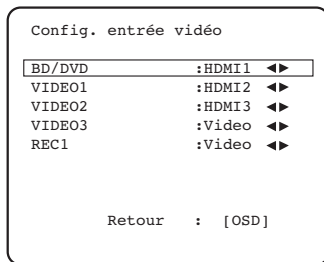 Config. entrée vidéo
BD/DVD :HDMI1 ◄►
VIDEO1 :HDMI2 ◄►
VIDEO2 :HDMI3 ◄►
VIDEO3 :Video ◄►
REC1 :Video ◄►
Retour : [OSD]